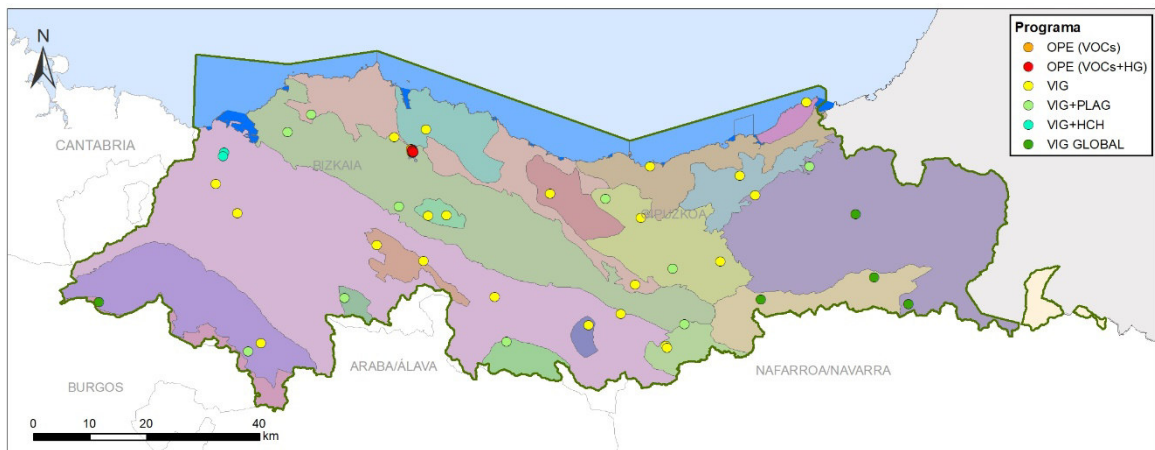 N
Programa
OPE (VOCs)
OPE (VOCs+HG)
VIG
VIG+PLAG
VIG+HCH
VIG GLOBAL
CANTABRIA
BIZKAIA
GIPUZKOA
ARABA/ÁLAVA
NAFARROA/NAVARRA
BURGOS
0 10 20 40
km